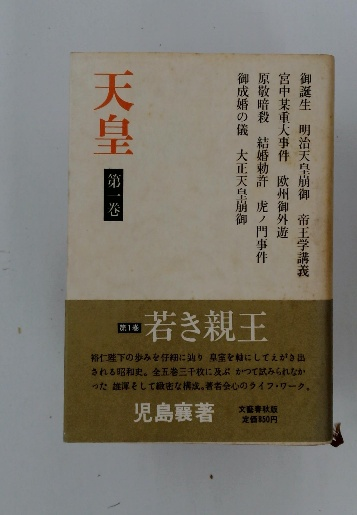 天皇
第一巻
御誕生 明治天皇崩御 帝王学講義
宮中某重大事件 欧州御外遊
原敬暗殺 結婚勅許 虎ノ門事件
御成婚の儀 大正天皇崩御
第1巻 若き親王
裕仁陛下の歩みを仔細に辿り 皇室を軸にしてえがき出
される昭和史。全五巻三千枚に及ぶ かつて試みられなか
った 雄渾そして緻密な構成。著者会心のライフ・ワーク。
児島襄著
文藝春秋版
定価850円